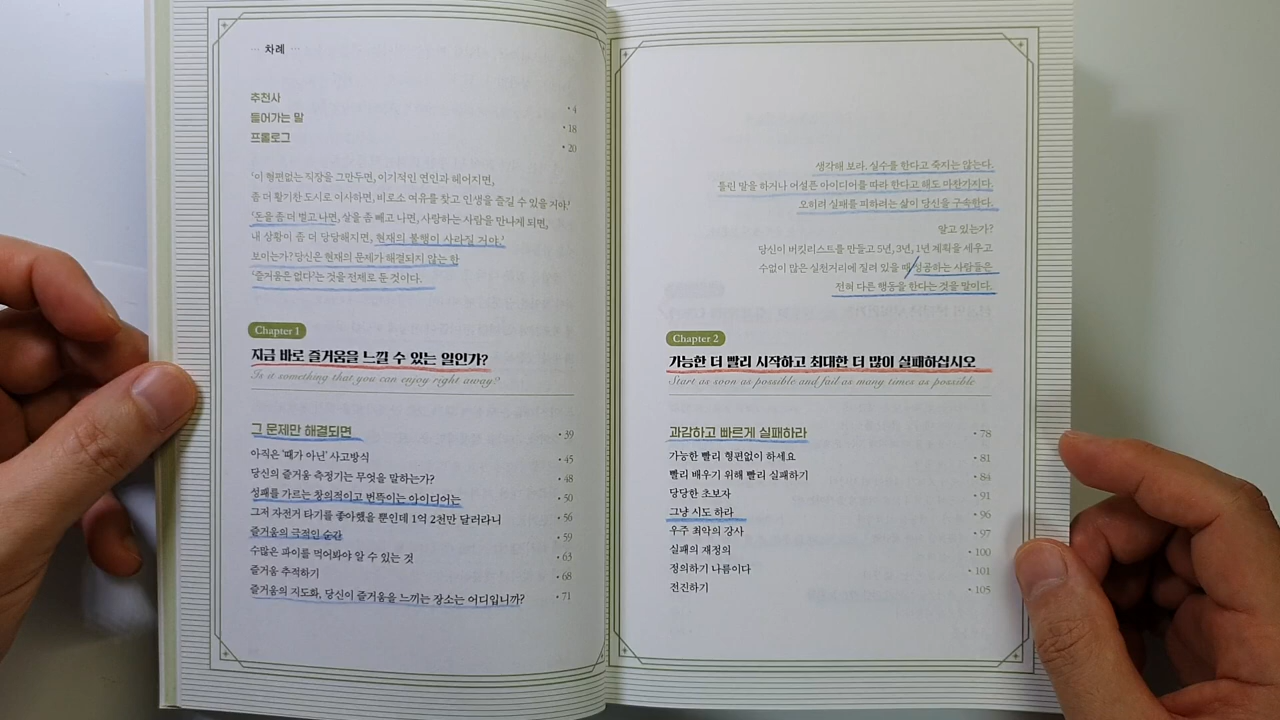 ··· 차례 ···
추천사 • 4
들어가는 말 • 18
프롤로그 • 20
‘이 형편없는 직장을 그만두면, 이기적인 연인과 헤어지면,
좀 더 활기찬 도시로 이사하면, 비로소 여유를 찾고 인생을 즐길 수 있을 거야.’
‘돈을 좀 더 벌고 나면, 살을 좀 빼고 나면, 사랑하는 사람을 만나게 되면,
내 상황이 좀 더 당당해지면, 현재의 불행이 사라질 거야.’
보이는가? 당신은 현재의 문제가 해결되지 않는 한
‘즐거움은 없다’는 것을 전제로 둔 것이다.
Chapter 1
지금 바로 즐거움을 느낄 수 있는 일인가?
Is it something that you can enjoy right away?
그 문제만 해결되면 • 39
아직은 ‘때가 아닌’ 사고방식 • 45
당신의 즐거움 측정기는 무엇을 말하는가? • 48
성패를 가르는 창의적이고 번뜩이는 아이디어는 • 50
그저 자전거 타기를 좋아했을 뿐인데 1억 2천만 달러라니 • 56
즐거움의 극적인 순간 • 59
수많은 파이를 먹어봐야 알 수 있는 것 • 63
즐거움 추적하기 • 68
즐거움의 지도화, 당신이 즐거움을 느끼는 장소는 어디입니까? • 71
생각해 보라. 실수를 한다고 죽지는 않는다.
틀린 말을 하거나 어설픈 아이디어를 따라 한다고 해도 마찬가지다.
오히려 실패를 피하려는 삶이 당신을 구속한다.
알고 있는가?
당신이 버킷리스트를 만들고 5년, 3년, 1년 계획을 세우고
수없이 많은 실천거리에 질려 있을 때 성공하는 사람들은
전혀 다른 행동을 한다는 것을 말이다.
Chapter 2
가능한 더 빨리 시작하고 최대한 더 많이 실패하십시오
Start as soon as possible and fail as many times as possible
과감하고 빠르게 실패하라 • 78
가능한 빨리 형편없이 하세요 • 81
빨리 배우기 위해 빨리 실패하기 • 84
당당한 초보자 • 91
그냥 시도 하라 • 96
우주 최악의 강사 • 97
실패의 재정의 • 100
정의하기 나름이다 • 101
전진하기 • 105